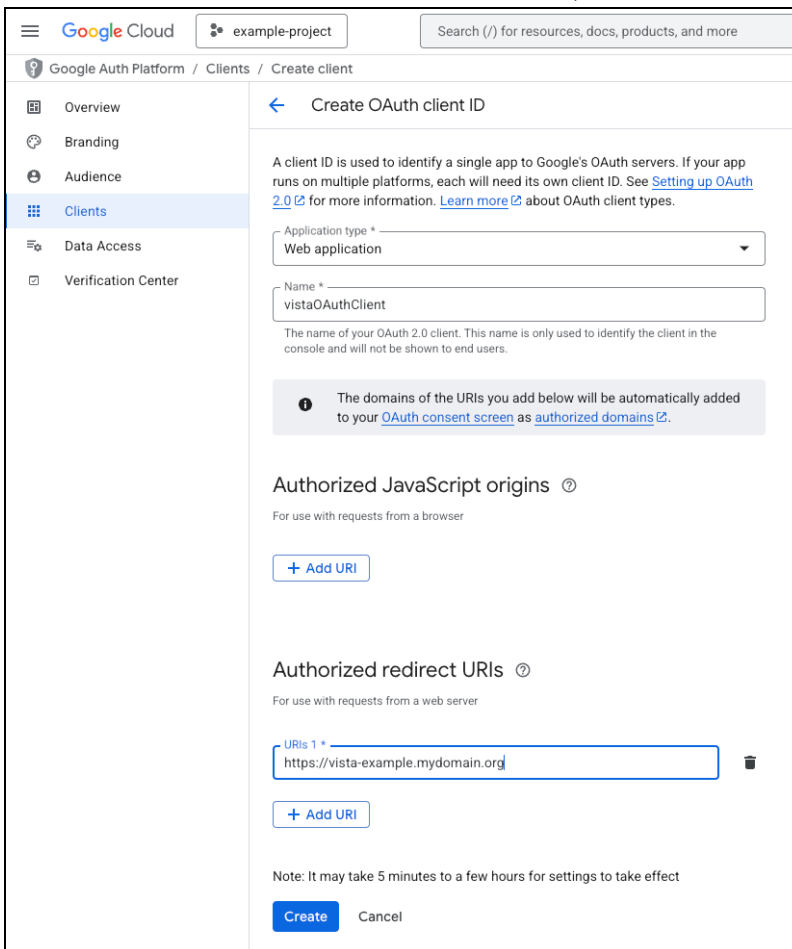 Google Cloud
example-project
Search (/) for resources, docs, products, and more
Google Auth Platform / Clients / Create client
Overview
Branding
Audience
Clients
Data Access
Verification Center
Create OAuth client ID
A client ID is used to identify a single app to Google's OAuth servers. If your app
runs on multiple platforms, each will need its own client ID. See Setting up OAuth
2.0 for more information. Learn more about OAuth client types.
Application type *
Web application
Name *
vistaOAuthClient
The name of your OAuth 2.0 client. This name is only used to identify the client in the
console and will not be shown to end users.
The domains of the URIs you add below will be automatically added
to your OAuth consent screen as authorized domains.
Authorized JavaScript origins
For use with requests from a browser
+ Add URI
Authorized redirect URIs
For use with requests from a web server
URIs 1 *
https://vista-example.mydomain.org
+ Add URI
Note: It may take 5 minutes to a few hours for settings to take effect
Create Cancel